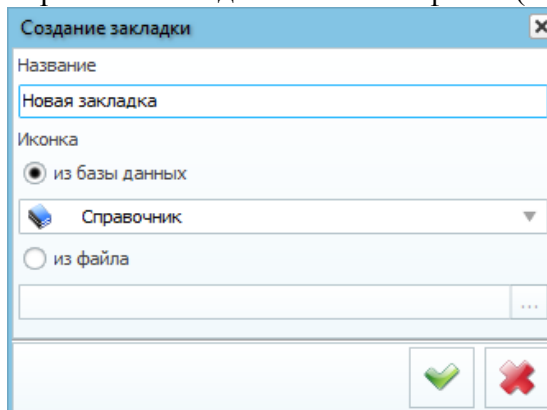 Создание закладки
Название
Новая закладка
Иконка
из базы данных
Справочник
из файла
...